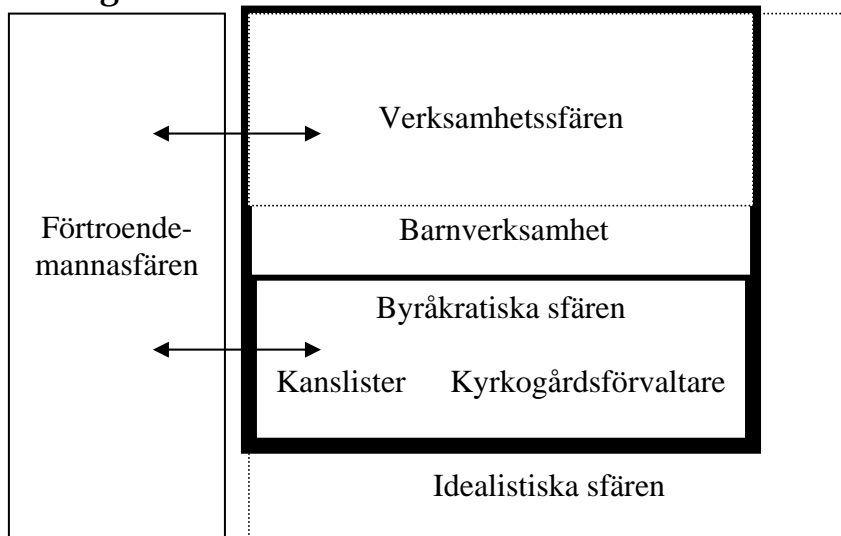 Verksamhetssfären
Förtroende-
mannasfären
Barnverksamhet
Byråkratiska sfären
Kanslister Kyrkogårdsförvaltare
Idealistiska sfären